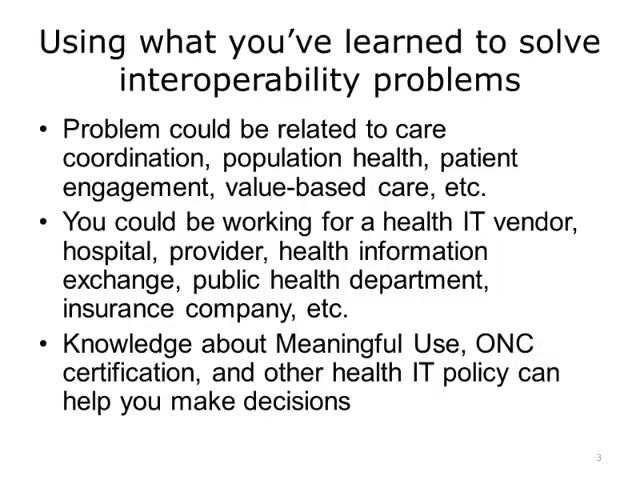 Using what you’ve learned to solve
interoperability problems
• Problem could be related to care
coordination, population health, patient
engagement, value-based care, etc.
• You could be working for a health IT vendor,
hospital, provider, health information
exchange, public health department,
insurance company, etc.
• Knowledge about Meaningful Use, ONC
certification, and other health IT policy can
help you make decisions
3